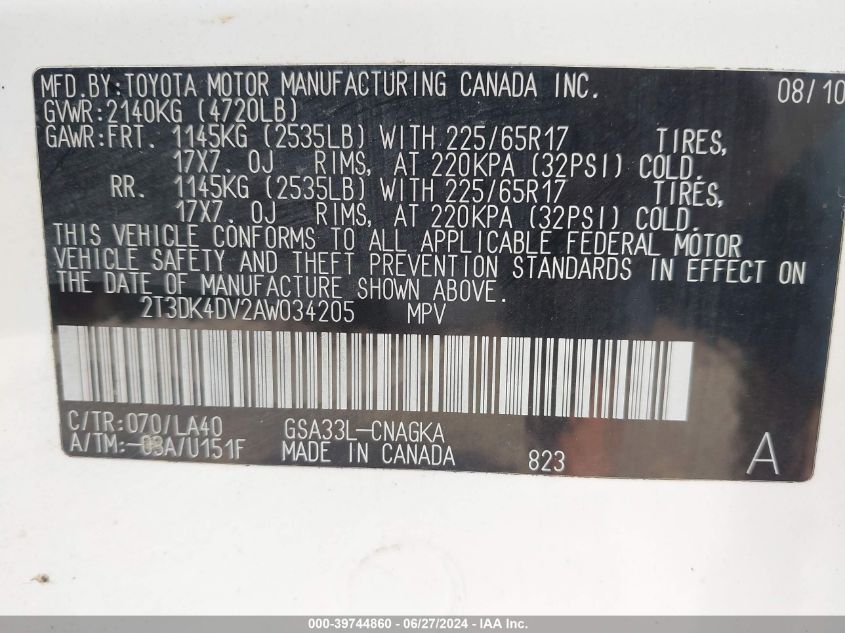 MFD.BY:TOYOTA MOTOR MANUFACTURING CANADA INC. 08/10
GVWR:2140KG (4720LB)
GAWR:FRT. 1145KG (2535LB) WITH 225/65R17 TIRES,
17X7.0J RIMS, AT 220KPA (32PSI) COLD.
RR. 1145KG (2535LB) WITH 225/65R17 TIRES,
17X7.0J RIMS, AT 220KPA (32PSI) COLD.
THIS VEHICLE CONFORMS TO ALL APPLICABLE FEDERAL MOTOR
VEHICLE SAFETY AND THEFT PREVENTION STANDARDS IN EFFECT ON
THE DATE OF MANUFACTURE SHOWN ABOVE.
2T3DK4DV2AW034205 MPV
C/TR:070/LA40 GSA33L-CNAGKA
A/TM:-03A/U151F MADE IN CANADA 823 A
000-39744860 - 06/27/2024 - IAA Inc.